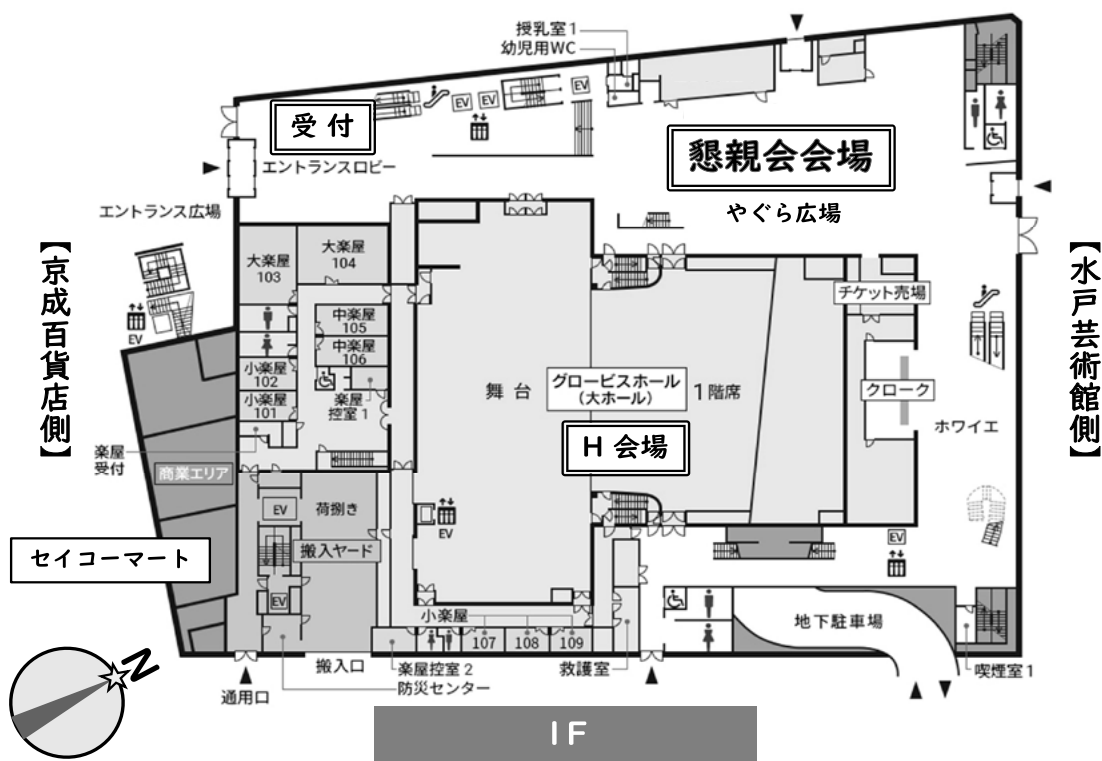 授乳室1
幼児用WC
EV
EV
EV
受付
懇親会会場
エントランスロビー
やぐら広場
エントランス広場
【京成百貨店側】
【水戸芸術館側】
大楽屋
103
大楽屋
104
EV
中楽屋
105
中楽屋
106
小楽屋
102
小楽屋
101
楽屋
控室1
楽屋
受付
商業エリア
舞台
グロービスホール
(大ホール)
1階席
H会場
チケット売場
クローク
ホワイエ
EV
荷捌き
EV
EV
搬入ヤード
セイコーマート
EV
小楽屋
107
108
109
地下駐車場
搬入口
楽屋控室2
防災センター
通用口
救護室
喫煙室1
N
1F